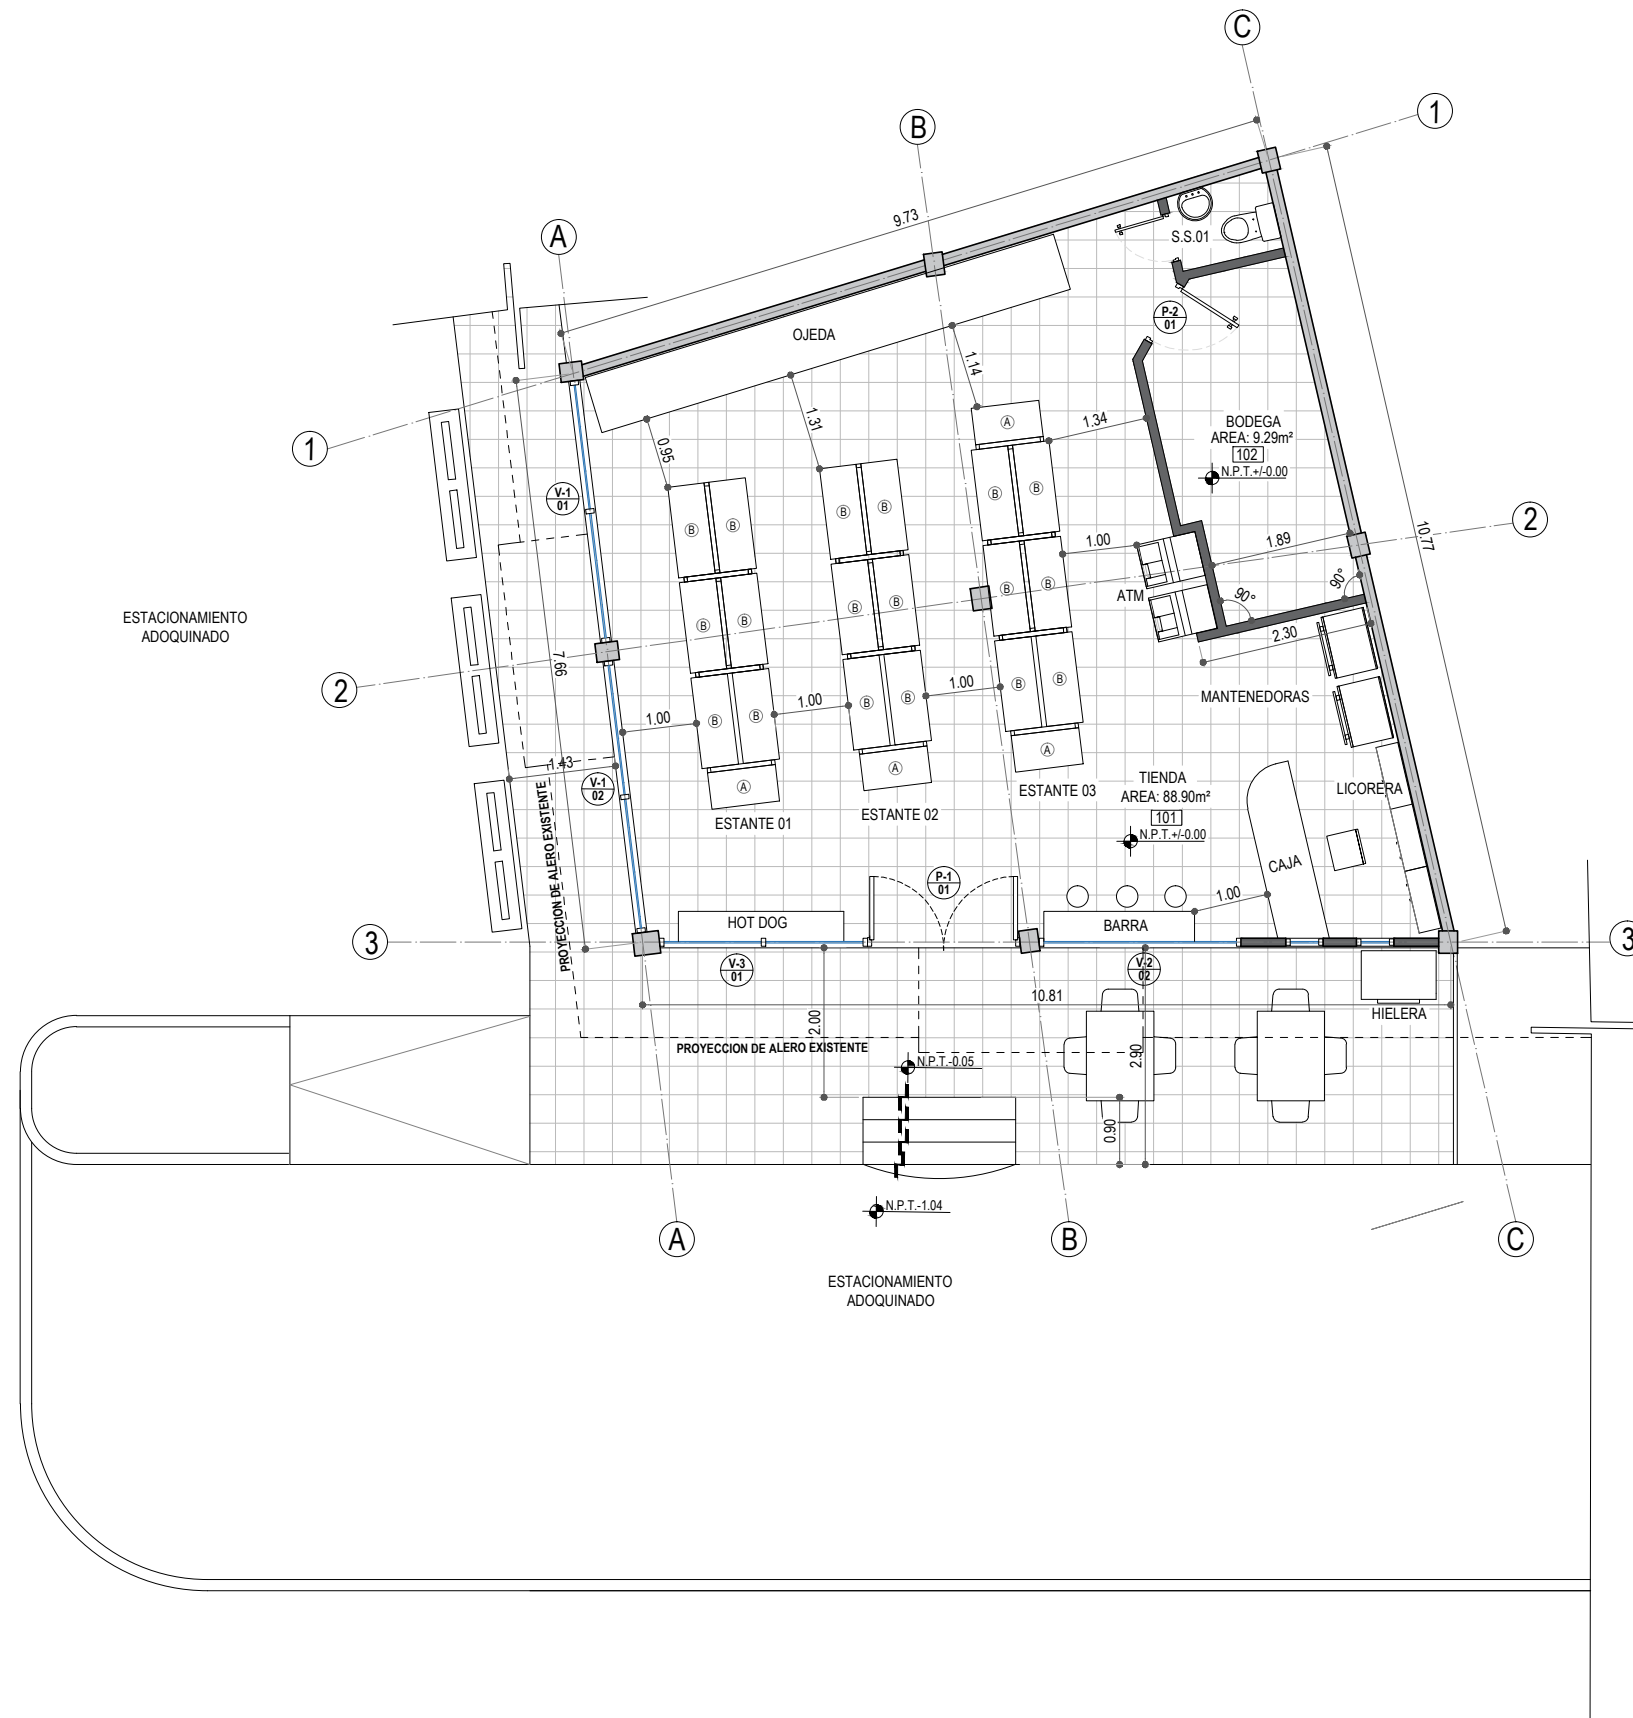 C
1
B
9.73
A
S.S.01
P-2
01
OJEDA
1.14
1.31
0.95
1.34
A
BODEGA
AREA: 9.29m²
102
N.P.T.+/-0.00
1
V-1
01
B
B
B
B
B
B
2
10.77
1.89
1.00
90°
90°
ATM
2.30
B
B
B
B
B
B
ESTACIONAMIENTO
ADOQUINADO
7.66
2
MANTENEDORAS
1.00
1.00
1.00
B
B
B
B
B
B
A
A
A
1.43
V-1
02
TIENDA
AREA: 88.90m²
101
N.P.T.+/-0.00
LICORERA
ESTANTE 01
ESTANTE 02
ESTANTE 03
CAJA
PROYECCION DE ALERO EXISTENTE
P-1
01
1.00
HOT DOG
BARRA
3
3
V-3
01
V-2
02
10.81
HIELERA
2.00
PROYECCION DE ALERO EXISTENTE
2.90
N.P.T.-0.05
0.90
N.P.T.-1.04
A
B
C
ESTACIONAMIENTO
ADOQUINADO